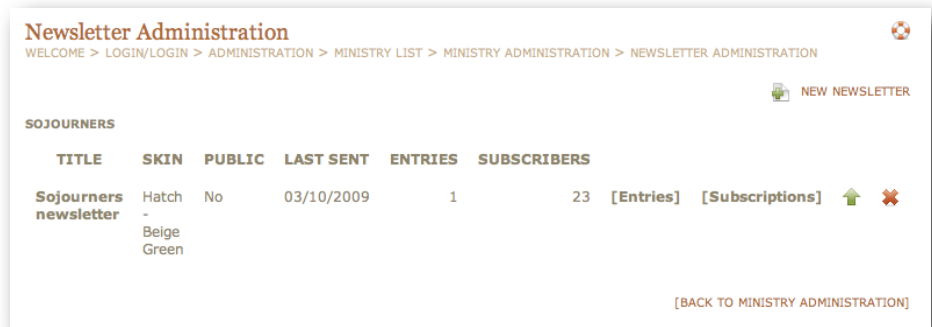 Newsletter Administration
WELCOME > LOGIN/LOGIN > ADMINISTRATION > MINISTRY LIST > MINISTRY ADMINISTRATION > NEWSLETTER ADMINISTRATION
NEW NEWSLETTER
SOJOURNERS
TITLE SKIN PUBLIC LAST SENT ENTRIES SUBSCRIBERS
Sojourners Hatch No 03/10/2009 1 23 [Entries] [Subscriptions]
newsletter -
Beige
Green
[BACK TO MINISTRY ADMINISTRATION]